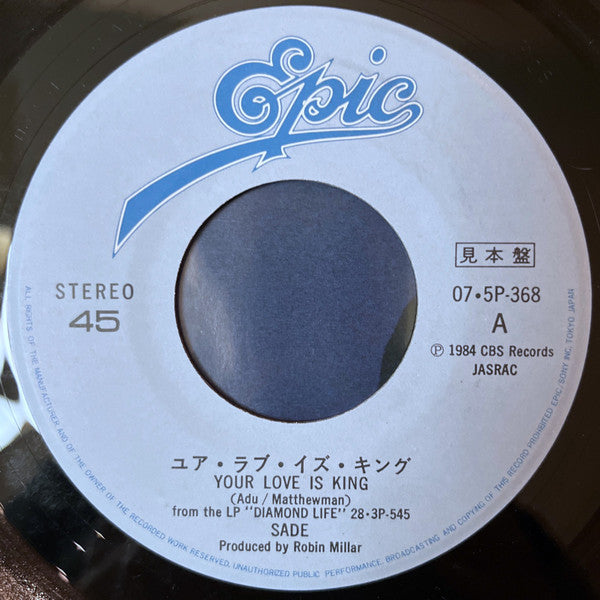 Epic
見本盤
STEREO
45
07・5P-368
A
Ⓟ 1984 CBS Records
JASRAC
ユア・ラブ・イズ・キング
YOUR LOVE IS KING
(Adu / Matthewman)
from the LP "DIAMOND LIFE" 28・3P-545
SADE
Produced by Robin Millar
ALL RIGHTS OF THE MANUFACTURER AND OF THE OWNER OF THE RECORDED WORK RESERVED. UNAUTHORIZED PUBLIC PERFORMANCE, BROADCASTING AND COPYING OF THIS RECORD PROHIBITED EPIC/SONY INC. TOKYO JAPAN